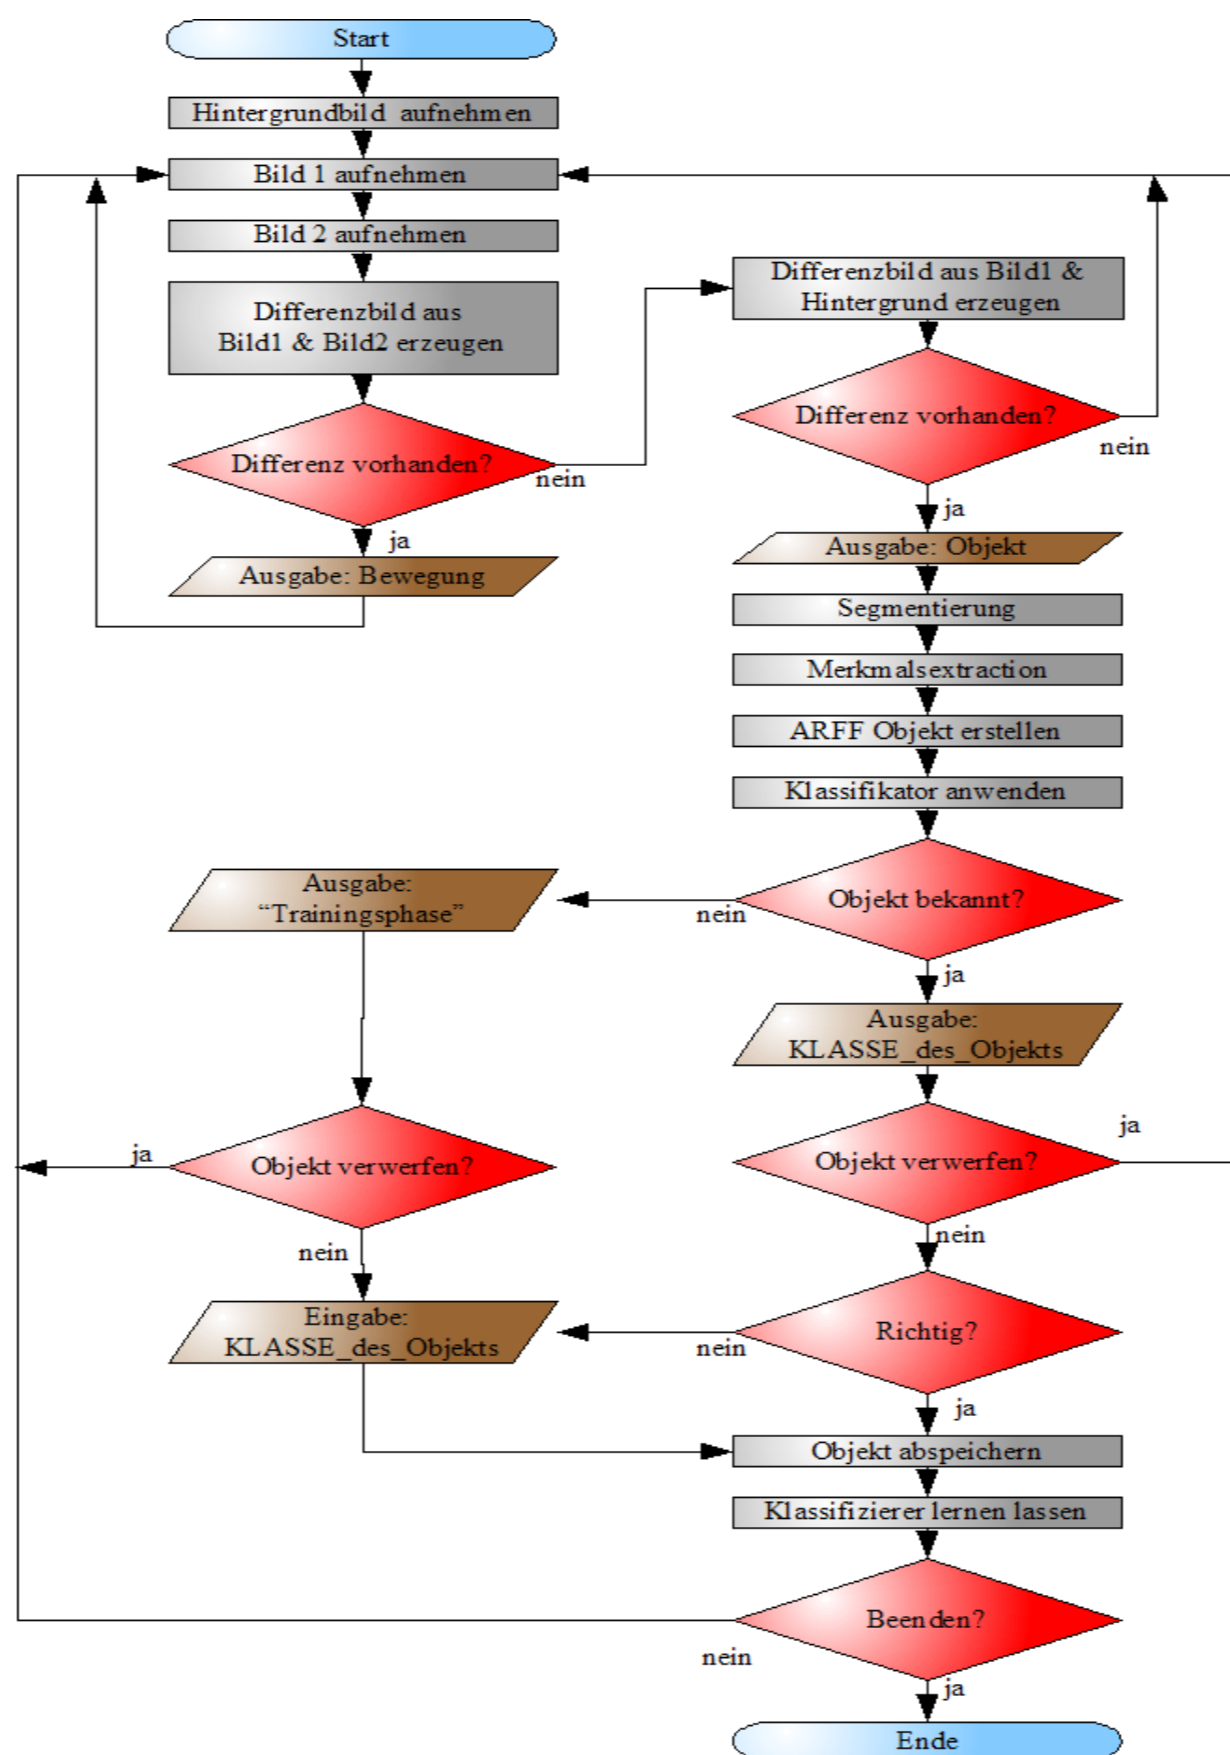 Start
Hintergrundbild aufnehmen
Bild 1 aufnehmen
Bild 2 aufnehmen
Differenzbild aus
Bild1 & Bild2 erzeugen
Differenz vorhanden?
nein
ja
Ausgabe: Bewegung
Differenzbild aus Bild1 &
Hintergrund erzeugen
Differenz vorhanden?
nein
ja
Ausgabe: Objekt
Segmentierung
Merkmalsextraction
ARFF Objekt erstellen
Klassifikator anwenden
Objekt bekannt?
nein
ja
Ausgabe:
“Trainingsphase”
Ausgabe:
KLASSE_des_Objekts
Objekt verwerfen?
ja
nein
Objekt verwerfen?
ja
nein
Eingabe:
KLASSE_des_Objekts
Richtig?
nein
ja
Objekt abspeichern
Klassifizierer lernen lassen
Beenden?
nein
ja
Ende